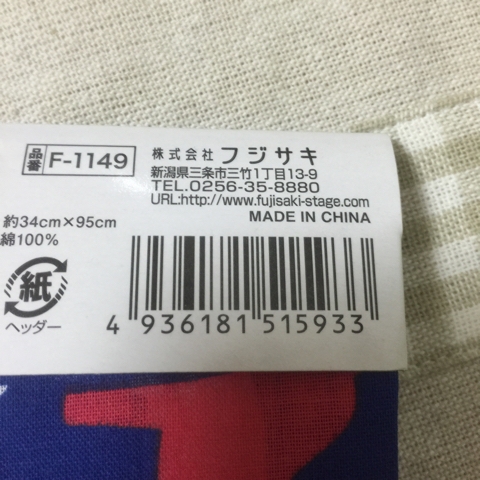 品番 F-1149 株式会社フジサキ
新潟県三条市三竹1丁目13-9
TEL.0256-35-8880
URL:http://www.fujisaki-stage.com
約34cm×95cm MADE IN CHINA
綿100%
紙
ヘッダー
4 936181 515933